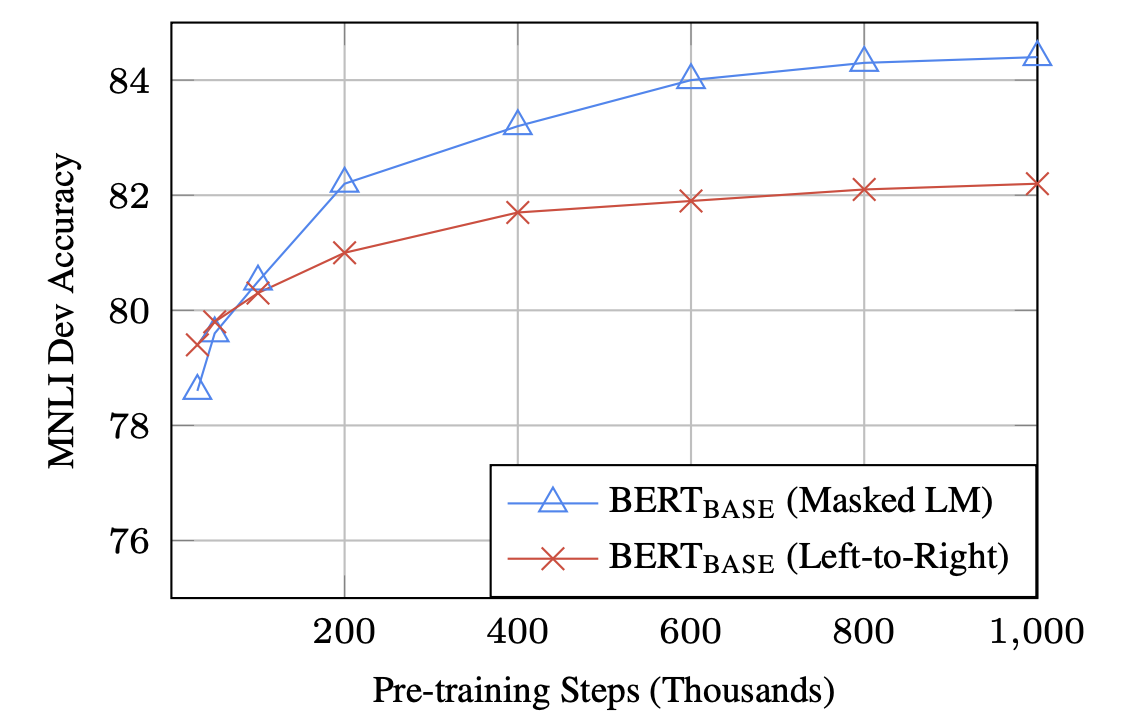 84
82
80
78
76
MNLI Dev Accuracy
BERTBASE (Masked LM)
BERTBASE (Left-to-Right)
200 400 600 800 1,000
Pre-training Steps (Thousands)